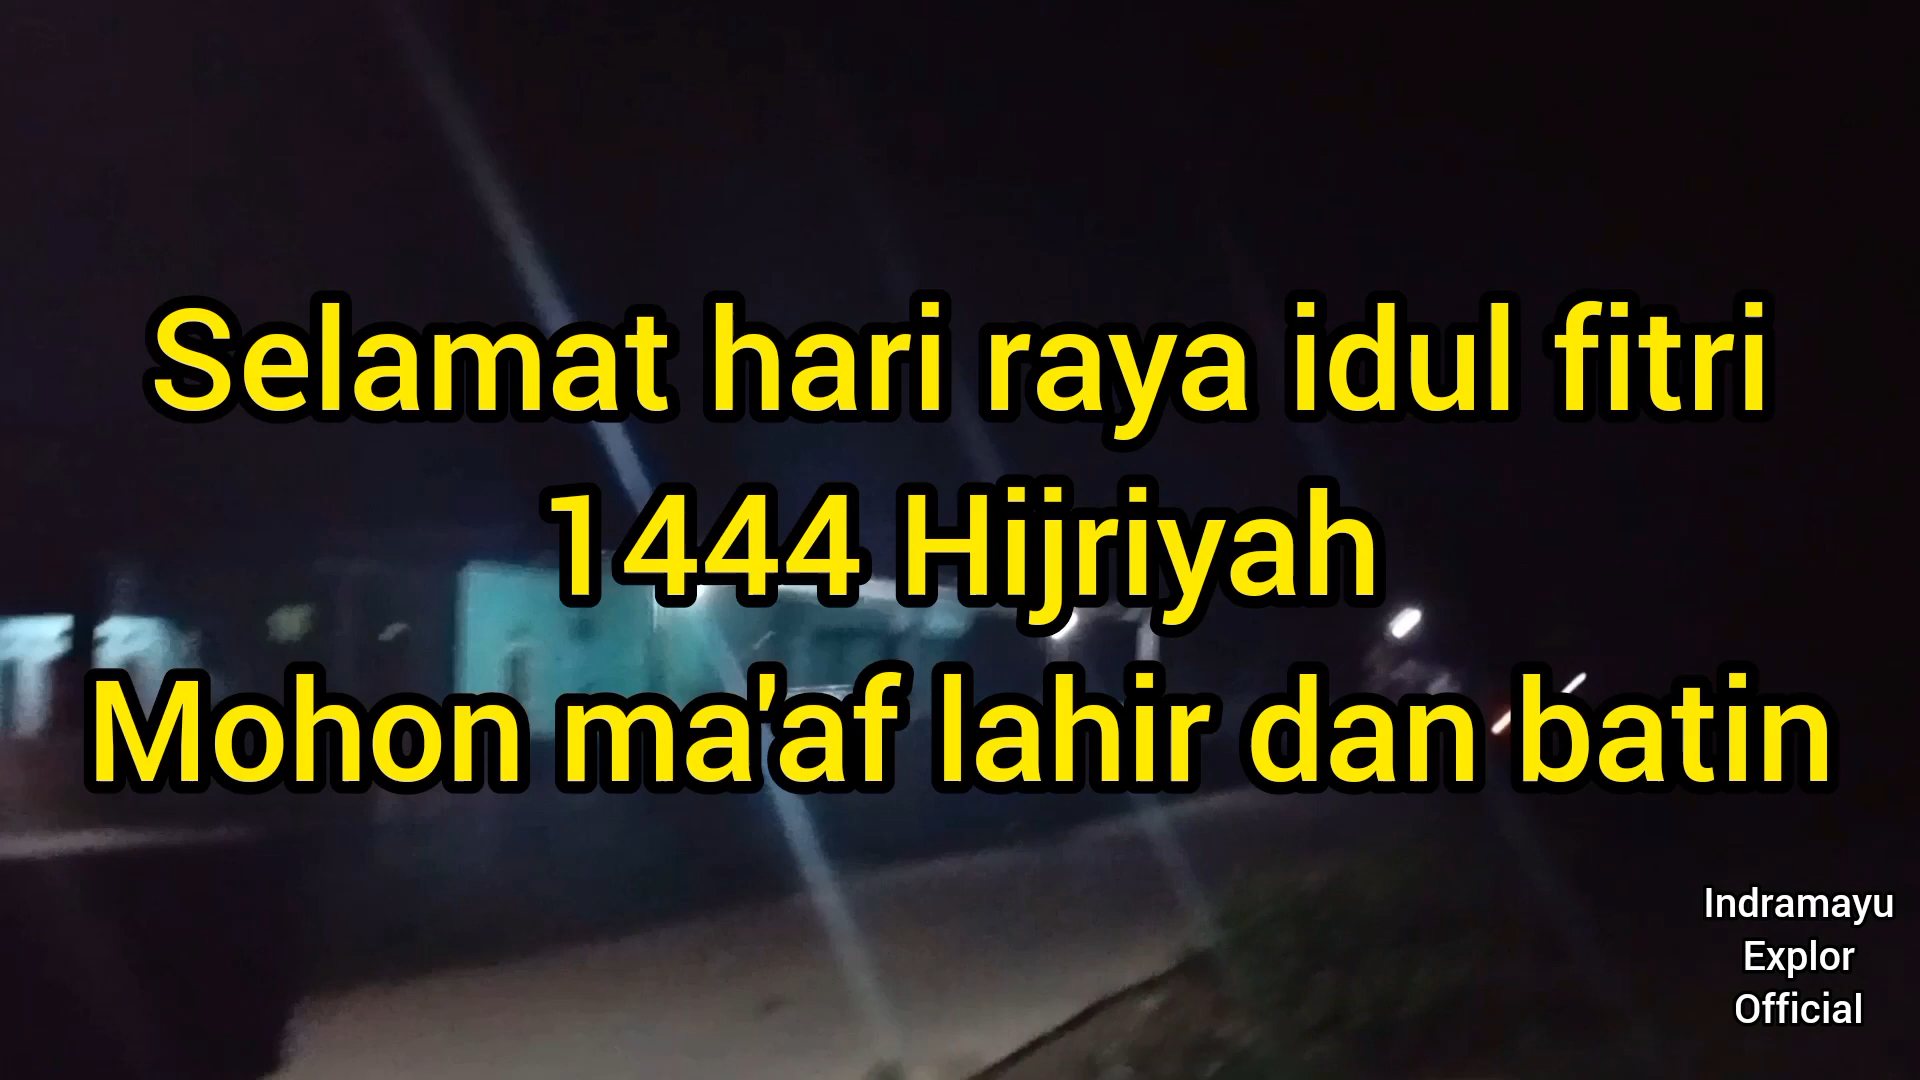 Selamat hari raya idul fitri
1444 Hijriyah
Mohon ma'af lahir dan batin
Indramayu
Explor
Official